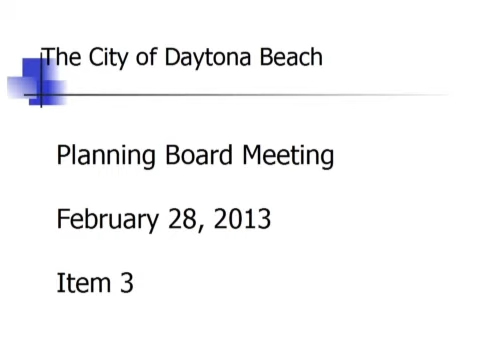 The City of Daytona Beach
Planning Board Meeting
February 28, 2013
Item 3